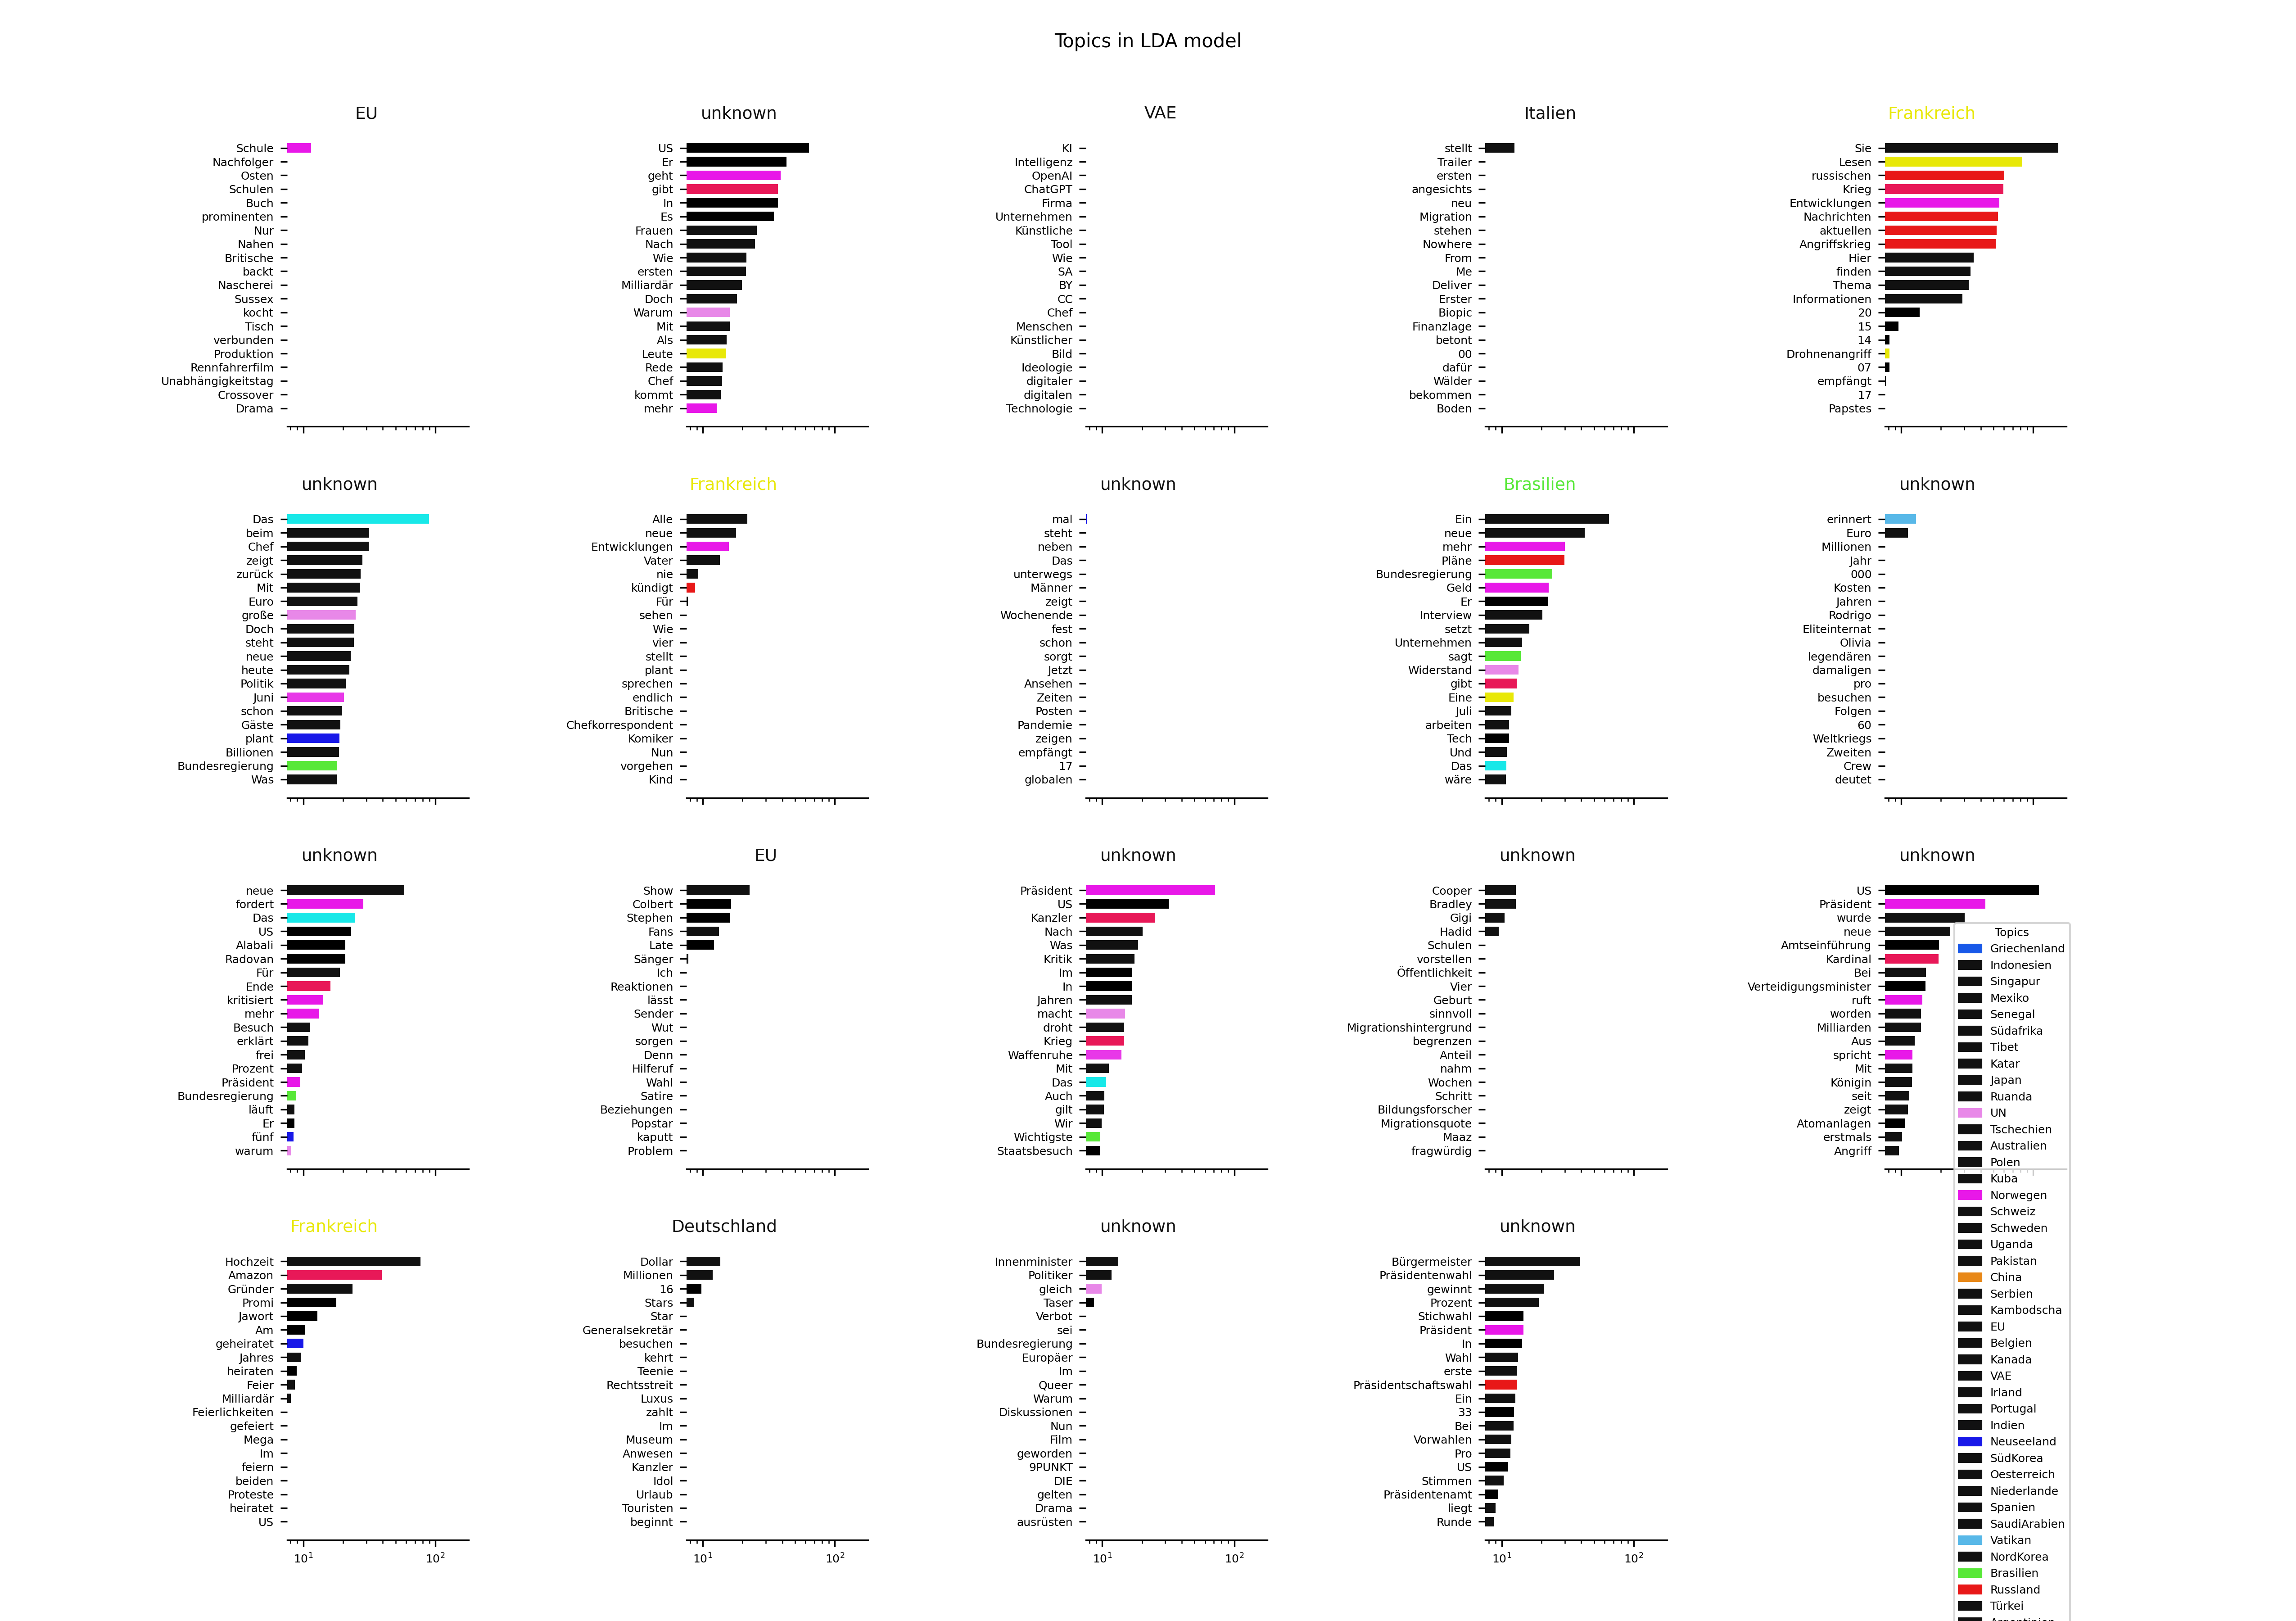 Topics in LDA model
EU
Schule
Nachfolger
Osten
Schulen
Buch
prominenten
Nur
Nahen
Britische
backt
Nascherei
Sussex
kocht
Tisch
verbunden
Produktion
Rennfahrerfilm
Unabhängigkeitstag
Crossover
Drama
unknown
US
Er
geht
gibt
In
Es
Frauen
Nach
Wie
ersten
Milliardär
Doch
Warum
Mit
Als
Leute
Rede
Chef
kommt
mehr
VAE
KI
Intelligenz
OpenAI
ChatGPT
Firma
Unternehmen
Künstliche
Tool
Wie
SA
BY
CC
Chef
Menschen
Künstlicher
Bild
Ideologie
digitaler
digitalen
Technologie
Italien
stellt
Trailer
ersten
angesichts
neu
Migration
stehen
Nowhere
From
Me
Deliver
Erster
Biopic
Finanzlage
betont
00
dafür
Wälder
bekommen
Boden
Frankreich
Sie
Lesen
russischen
Krieg
Entwicklungen
Nachrichten
aktuellen
Angriffskrieg
Hier
finden
Thema
Informationen
20
15
14
Drohnenangriff
07
empfängt
17
Papstes
unknown
Das
beim
Chef
zeigt
zurück
Mit
Euro
große
Doch
steht
neue
heute
Politik
Juni
schon
Gäste
plant
Billionen
Bundesregierung
Was
Frankreich
Alle
neue
Entwicklungen
Vater
nie
kündigt
Für
sehen
Wie
vier
stellt
plant
sprechen
endlich
Britische
Chefkorrespondent
Komiker
Nun
vorgehen
Kind
unknown
mal
steht
neben
Das
unterwegs
Männer
zeigt
Wochenende
fest
schon
sorgt
Jetzt
Ansehen
Zeiten
Posten
Pandemie
zeigen
empfängt
17
globalen
Brasilien
Ein
neue
mehr
Pläne
Bundesregierung
Geld
Er
Interview
setzt
Unternehmen
sagt
Widerstand
gibt
Eine
Juli
arbeiten
Tech
Und
Das
wäre
unknown
erinnert
Euro
Millionen
Jahr
000
Kosten
Jahren
Rodrigo
Eliteinternat
Olivia
legendären
damaligen
pro
besuchen
Folgen
60
Weltkriegs
Zweiten
Crew
deutet
unknown
neue
fordert
Das
US
Alabali
Radovan
Für
Ende
kritisiert
mehr
Besuch
erklärt
frei
Prozent
Präsident
Bundesregierung
läuft
Er
fünf
warum
EU
Show
Colbert
Stephen
Fans
Late
Sänger
Ich
Reaktionen
lässt
Sender
Wut
sorgen
Denn
Hilferuf
Wahl
Satire
Beziehungen
Popstar
kaputt
Problem
unknown
Präsident
US
Kanzler
Nach
Was
Kritik
Im
In
Jahren
macht
droht
Krieg
Waffenruhe
Mit
Das
Auch
gilt
Wir
Wichtigste
Staatsbesuch
unknown
Cooper
Bradley
Gigi
Hadid
Schulen
vorstellen
Öffentlichkeit
Vier
Geburt
sinnvoll
Migrationshintergrund
begrenzen
Anteil
nahm
Wochen
Schritt
Bildungsforscher
Migrationsquote
Maaz
fragwürdig
unknown
US
Präsident
wurde
neue
Amtseinführung
Kardinal
Bei
Verteidigungsminister
ruft
worden
Milliarden
Aus
spricht
Mit
Königin
seit
zeigt
Atomanlagen
erstmals
Angriff
Topics
Griechenland
Indonesien
Singapur
Mexiko
Senegal
Südafrika
Tibet
Katar
Japan
Ruanda
UN
Tschechien
Australien
Polen
Kuba
Norwegen
Schweiz
Schweden
Uganda
Pakistan
China
Serbien
Kambodscha
EU
Belgien
Kanada
VAE
Irland
Portugal
Indien
Neuseeland
SüdKorea
Oesterreich
Niederlande
Spanien
SaudiArabien
Vatikan
NordKorea
Brasilien
Russland
Türkei
Frankreich
Hochzeit
Amazon
Gründer
Promi
Jawort
Am
geheiratet
Jahres
heiraten
Feier
Milliardär
Feierlichkeiten
gefeiert
Mega
Im
feiern
beiden
Proteste
heiratet
US
10^1 10^2
Deutschland
Dollar
Millionen
16
Stars
Star
Generalsekretär
besuchen
kehrt
Teenie
Rechtsstreit
Luxus
zahlt
Im
Museum
Anwesen
Kanzler
Idol
Urlaub
Touristen
beginnt
10^1 10^2
unknown
Innenminister
Politiker
gleich
Taser
Verbot
sei
Bundesregierung
Europäer
Im
Queer
Warum
Diskussionen
Nun
Film
geworden
9PUNKT
DIE
gelten
Drama
ausrüsten
10^1 10^2
unknown
Bürgermeister
Präsidentenwahl
gewinnt
Prozent
Stichwahl
Präsident
In
Wahl
erste
Präsidentschaftswahl
Ein
33
Bei
Vorwahlen
Pro
US
Stimmen
Präsidentenamt
liegt
Runde
10^1 10^2